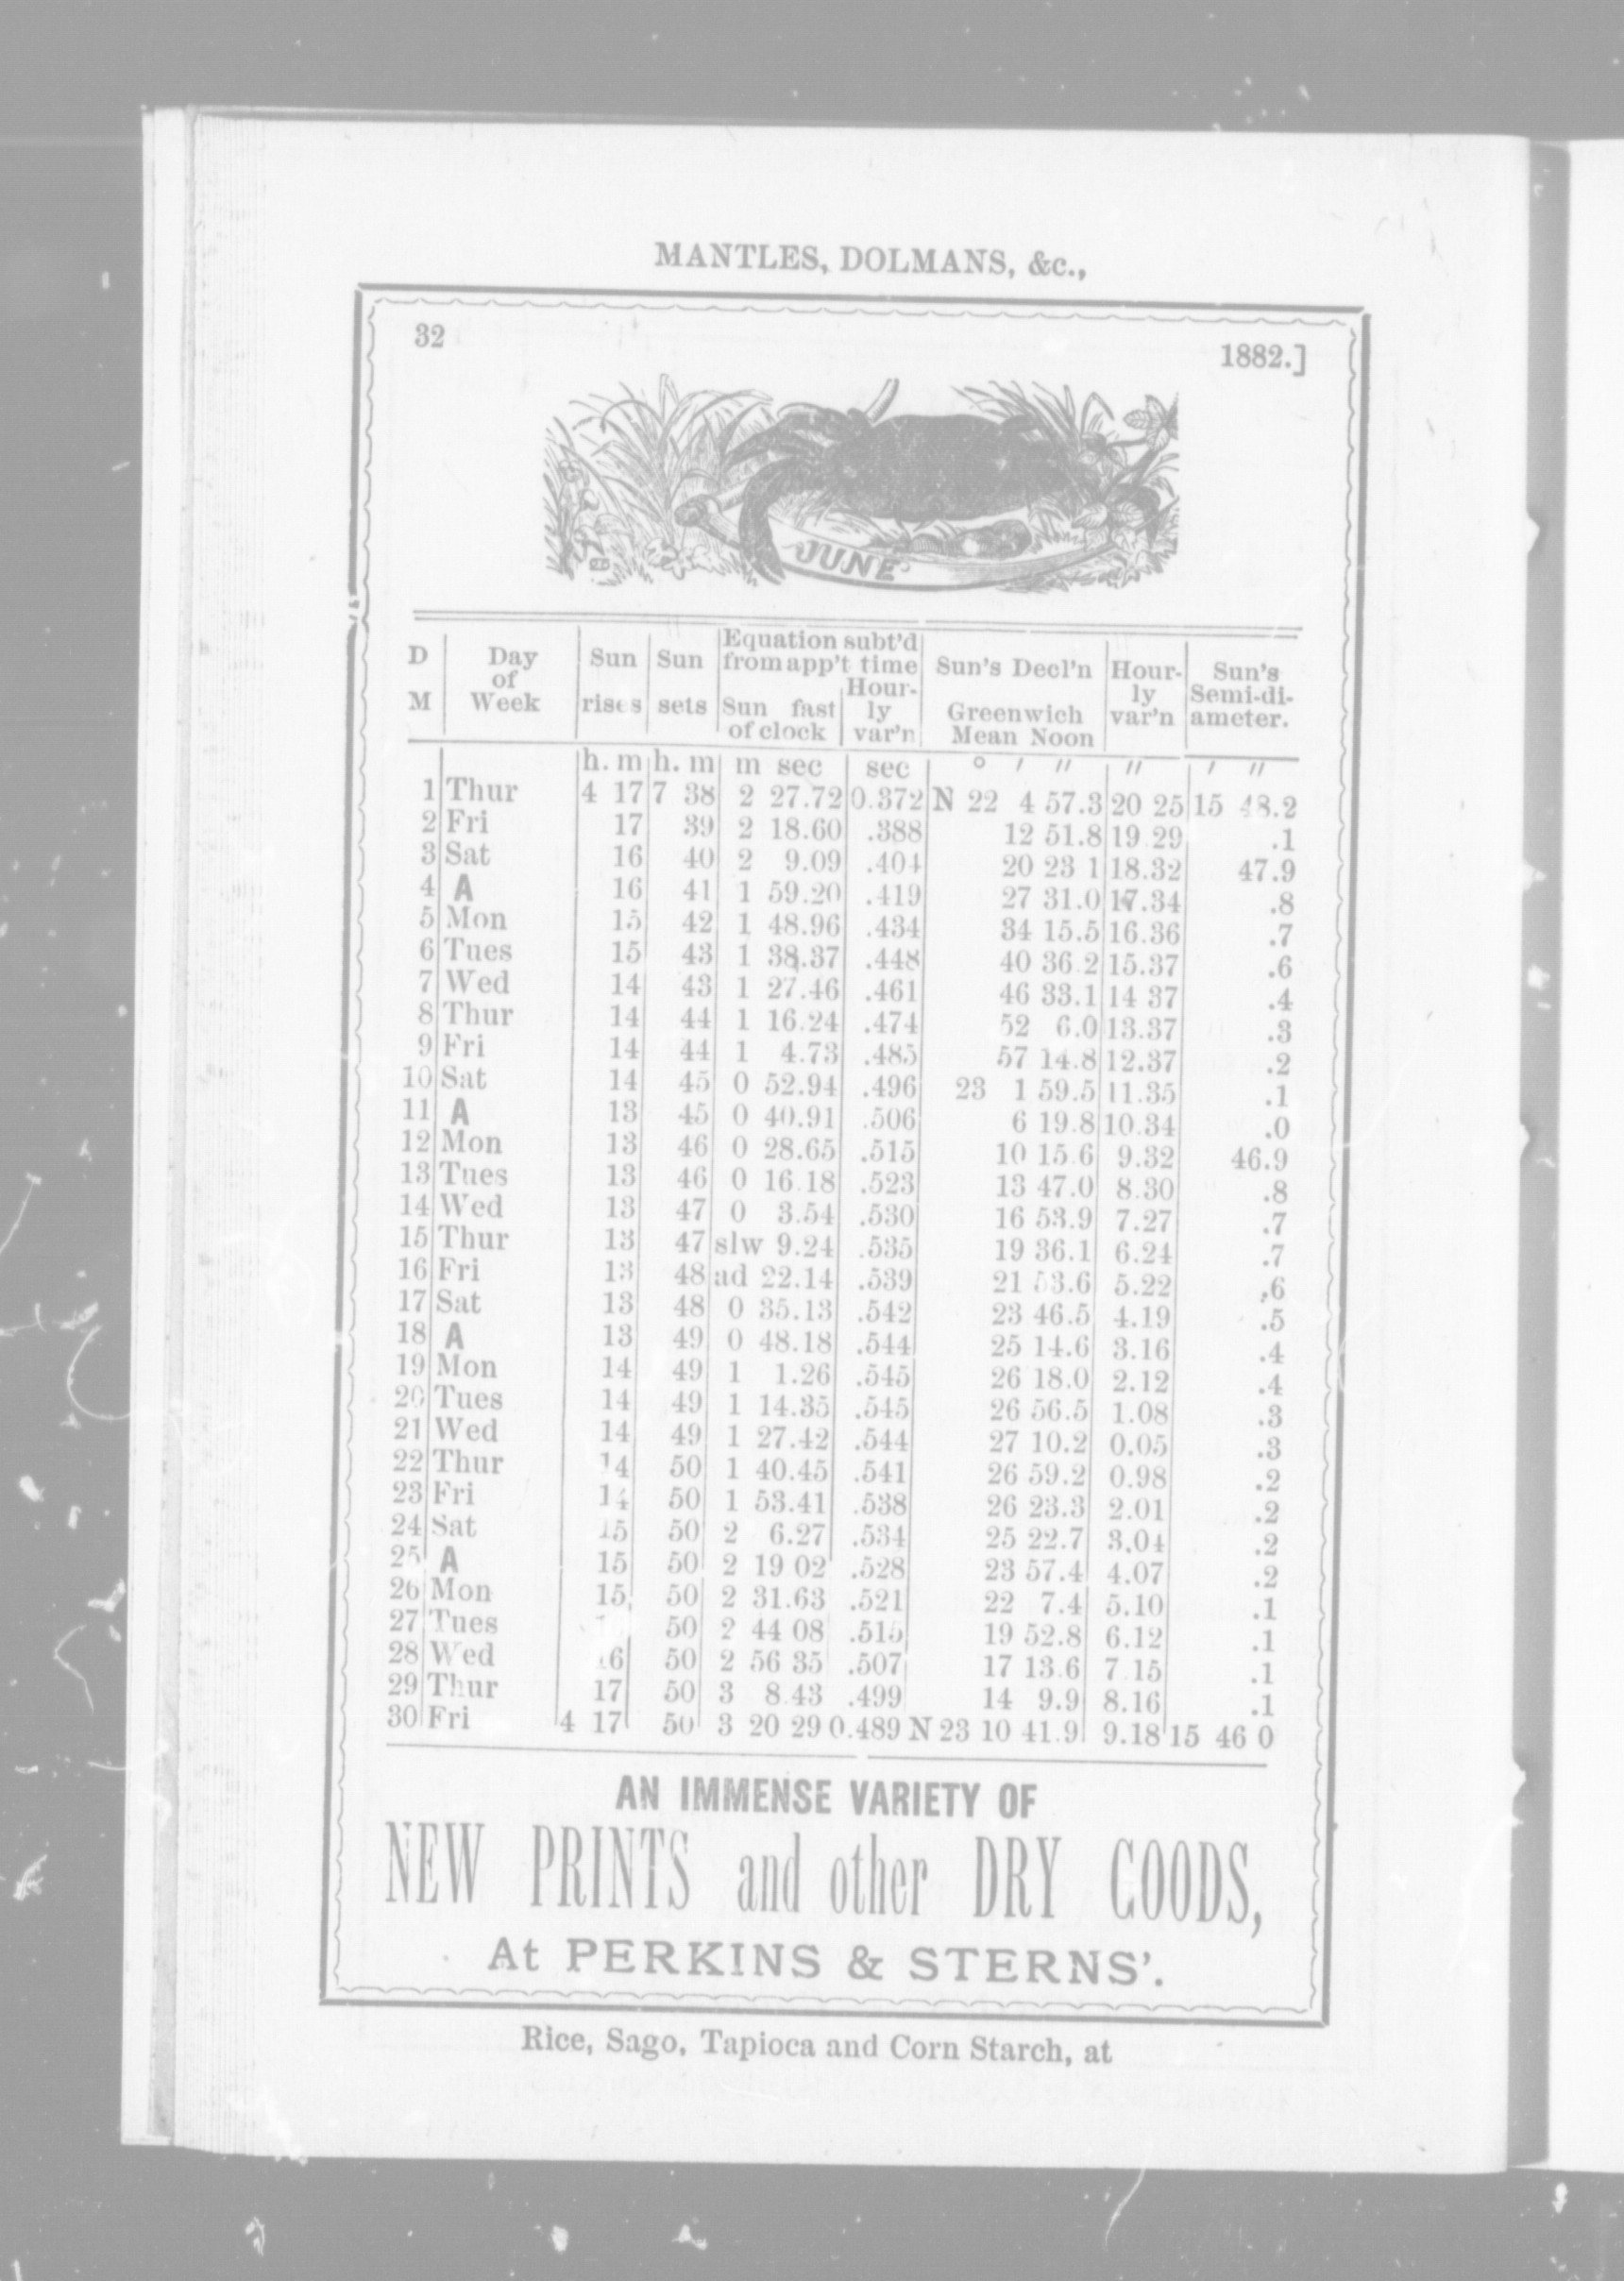 MANTLES, DOLMANS, &c.,
32
1882.]
JUNE
D M | Day of Week | Sun rises | Sun sets | Equation subt'd from app't time Sun fast of clock | Hour-ly var'n | Sun's Decl'n Greenwich Mean Noon | Hour-ly var'n | Sun's Semi-di-ameter.
h. m h. m m sec sec ° ′ ″ ″ ′ ″
1 Thur 4 17 7 38 2 27.72 0.372 N 22 4 57.3 20 25 15 48.2
2 Fri 17 39 2 18.60 .388 12 51.8 19 29 .1
3 Sat 16 40 2 9.09 .404 20 23 1 18.32 47.9
4 A 16 41 1 59.20 .419 27 31.0 17.34 .8
5 Mon 15 42 1 48.96 .434 34 15.5 16.36 .7
6 Tues 15 43 1 38.37 .448 40 36.2 15.37 .6
7 Wed 14 43 1 27.46 .461 46 33.1 14 37 .4
8 Thur 14 44 1 16.24 .474 52 6.0 13.37 .3
9 Fri 14 44 1 4.73 .485 57 14.8 12.37 .2
10 Sat 14 45 0 52.94 .496 23 1 59.5 11.35 .1
11 A 13 45 0 40.91 .506 6 19.8 10.34 .0
12 Mon 13 46 0 28.65 .515 10 15.6 9.32 46.9
13 Tues 13 46 0 16.18 .523 13 47.0 8.30 .8
14 Wed 13 47 0 3.54 .530 16 53.9 7.27 .7
15 Thur 13 47 slw 9.24 .535 19 36.1 6.24 .7
16 Fri 13 48 ad 22.14 .539 21 53.6 5.22 .6
17 Sat 13 48 0 35.13 .542 23 46.5 4.19 .5
18 A 13 49 0 48.18 .544 25 14.6 3.16 .4
19 Mon 14 49 1 1.26 .545 26 18.0 2.12 .4
20 Tues 14 49 1 14.35 .545 26 56.5 1.08 .3
21 Wed 14 49 1 27.42 .544 27 10.2 0.05 .3
22 Thur 14 50 1 40.45 .541 26 59.2 0.98 .2
23 Fri 14 50 1 53.41 .538 26 23.3 2.01 .2
24 Sat 15 50 2 6.27 .534 25 22.7 3.04 .2
25 A 15 50 2 19 02 .528 23 57.4 4.07 .2
26 Mon 15 50 2 31.63 .521 22 7.4 5.10 .1
27 Tues 50 2 44 08 .515 19 52.8 6.12 .1
28 Wed 16 50 2 56 35 .507 17 13.6 7.15 .1
29 Thur 17 50 3 8.43 .499 14 9.9 8.16 .1
30 Fri 4 17 50 3 20 29 0.489 N 23 10 41.9 9.18 15 46 0
AN IMMENSE VARIETY OF
NEW PRINTS and other DRY GOODS,
At PERKINS & STERNS'.
Rice, Sago, Tapioca and Corn Starch, at